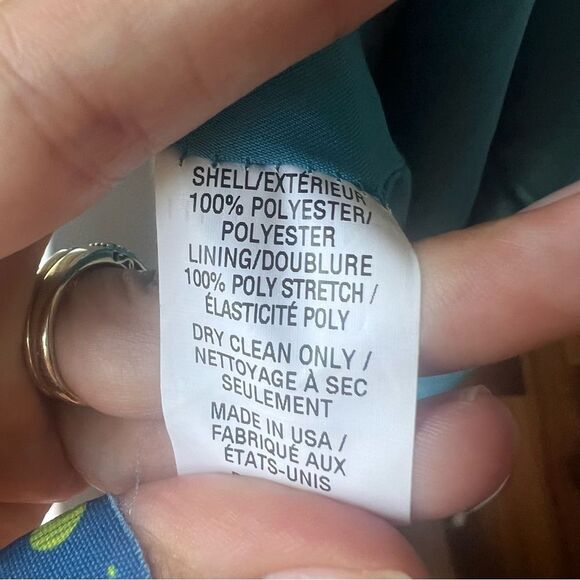 SHELL/EXTÉRIEUR
100% POLYESTER/
POLYESTER
LINING/DOUBLURE
100% POLY STRETCH /
ÉLASTICITÉ POLY
DRY CLEAN ONLY /
NETTOYAGE À SEC
SEULEMENT
MADE IN USA /
FABRIQUÉ AUX
ÉTATS-UNIS